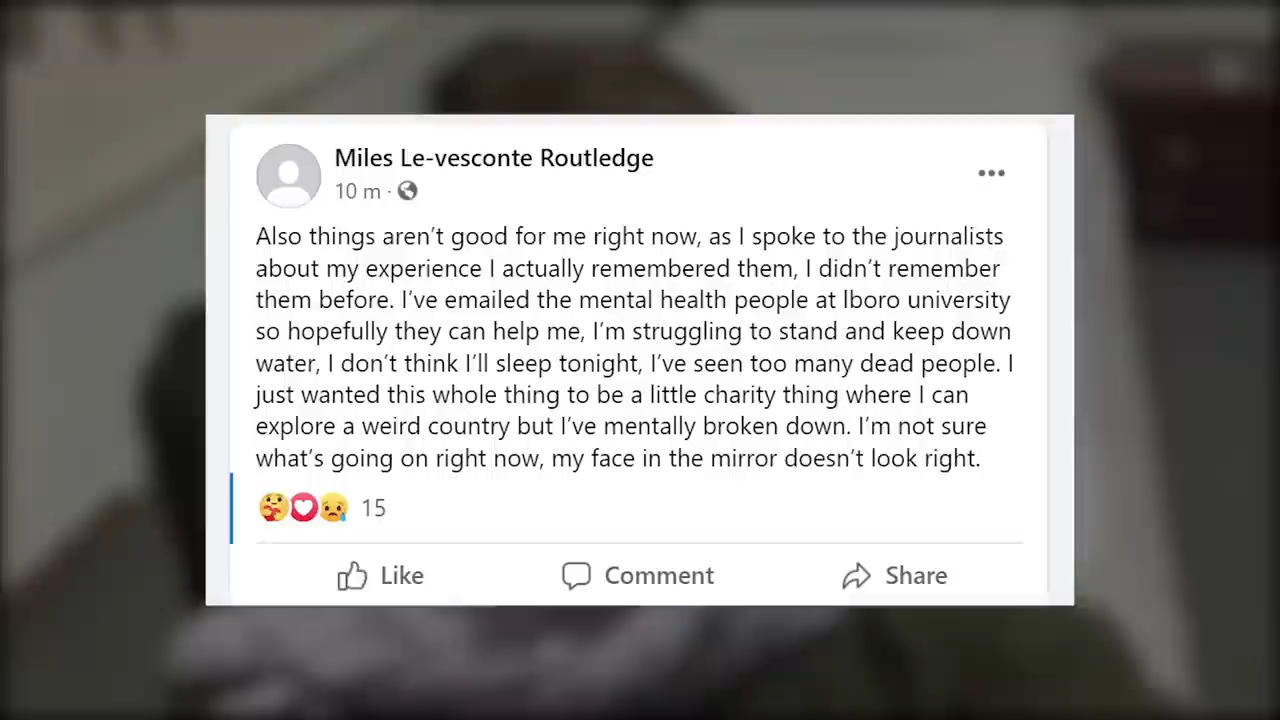 Miles Le-vesconte Routledge
10 m ·
Also things aren't good for me right now, as I spoke to the journalists
about my experience I actually remembered them, I didn't remember
them before. I've emailed the mental health people at lboro university
so hopefully they can help me, I'm struggling to stand and keep down
water, I don't think I'll sleep tonight, I've seen too many dead people. I
just wanted this whole thing to be a little charity thing where I can
explore a weird country but I've mentally broken down. I'm not sure
what's going on right now, my face in the mirror doesn't look right.
15
Like Comment Share